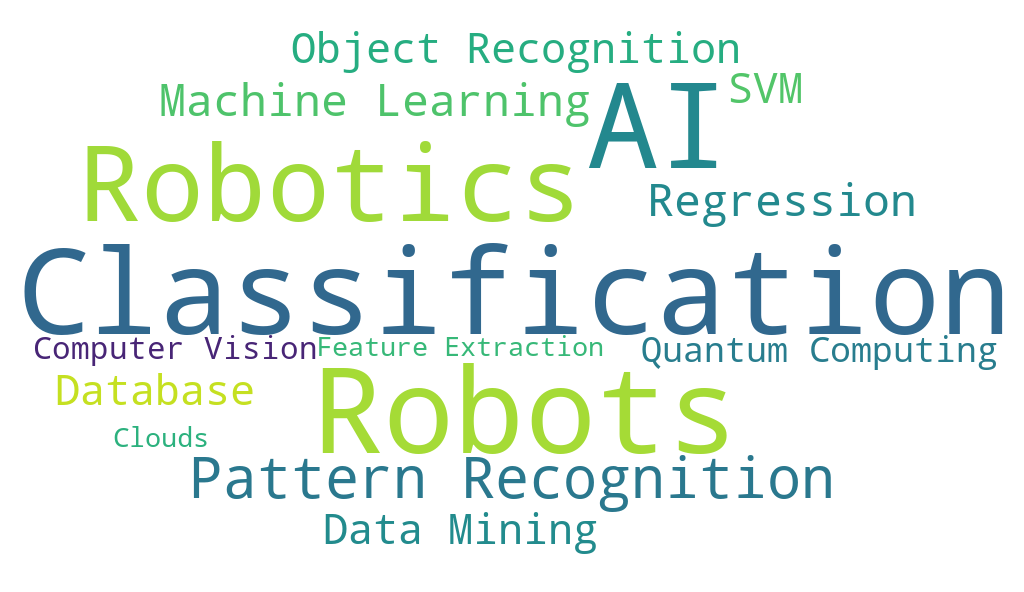 Object Recognition
SVM
Machine Learning
AI
Robotics
Regression
Classification
Computer Vision
Feature Extraction
Quantum Computing
Database
Robots
Clouds
Pattern Recognition
Data Mining